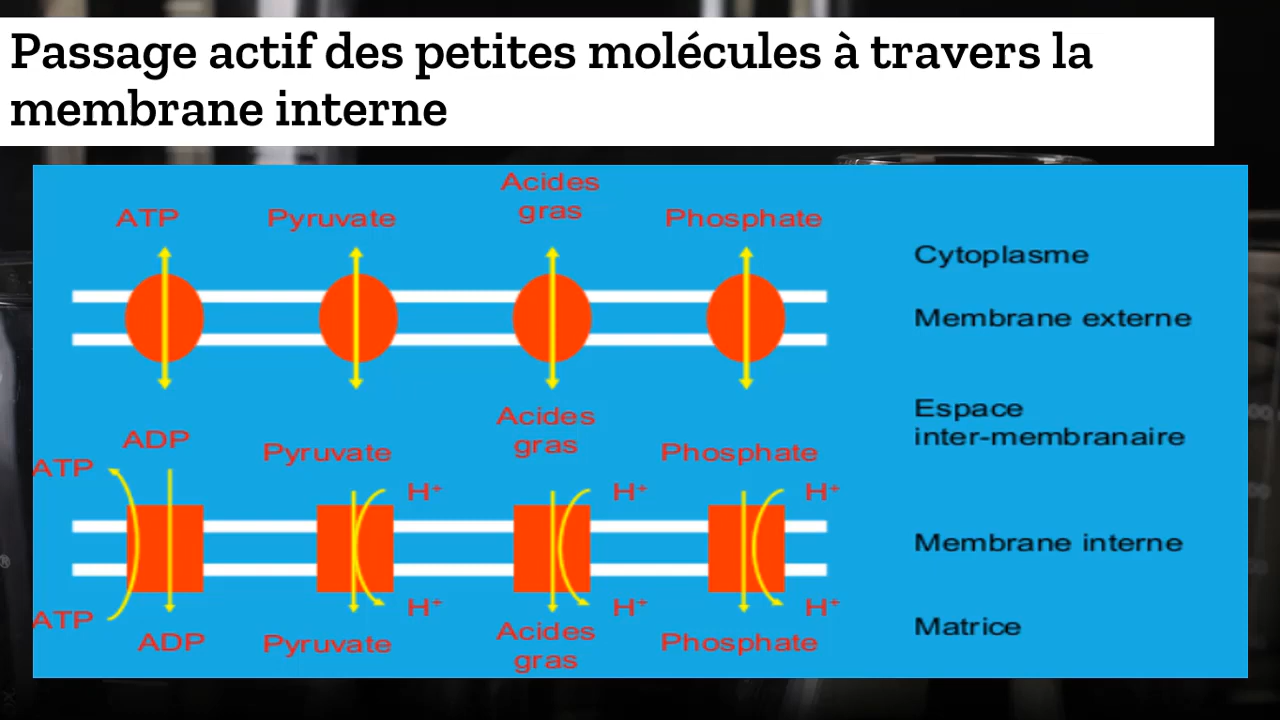 Passage actif des petites molécules à travers la
membrane interne
Acides
gras
ATP
Pyruvate
Phosphate
Cytoplasme
Membrane externe
Espace
inter-membranaire
ADP
ATP
Pyruvate
Acides
gras
Phosphate
H⁺
H⁺
H⁺
Membrane interne
ATP
ADP
Pyruvate
H⁺
Acides
gras
H⁺
Phosphate
H⁺
Matrice